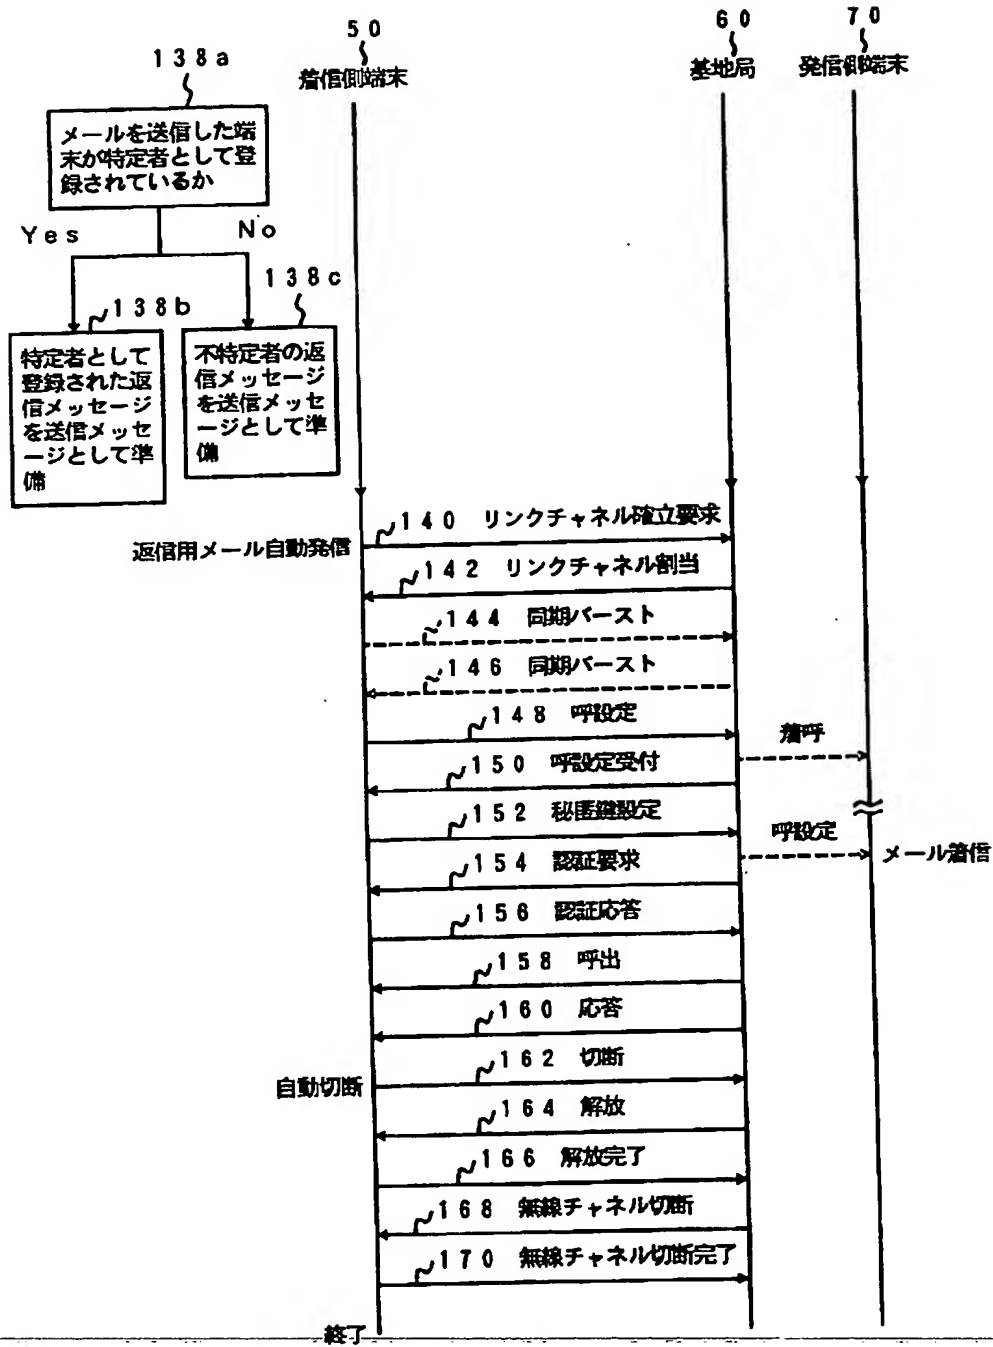 138a
メールを送信した端
末が特定者として登
録されているか
Yes
No
138b
特定者として
登録された返
信メッセージ
を送信メッセ
ージとして準
備
138c
不特定者の返
信メッセージ
を送信メッセ
ージとして準
備
50
着信側端末
60
基地局
70
発信側端末
返信用メール自動発信
140 リンクチャネル確立要求
142 リンクチャネル割当
144 同期バースト
146 同期バースト
148 呼設定
着呼
150 呼設定受付
152 秘匿鍵設定
呼設定
メール着信
154 認証要求
156 認証応答
158 呼出
160 応答
162 切断
自動切断
164 解放
166 解放完了
168 無線チャネル切断
170 無線チャネル切断完了
終了